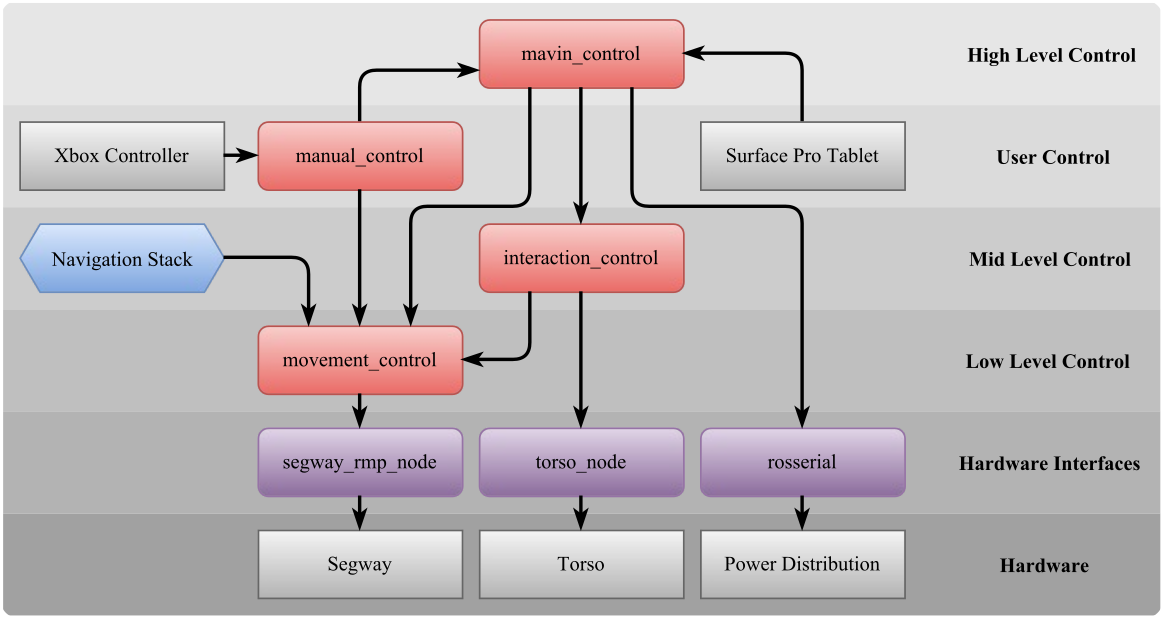 mavin_control
High Level Control
Xbox Controller
manual_control
Surface Pro Tablet
User Control
Navigation Stack
interaction_control
Mid Level Control
movement_control
Low Level Control
segway_rmp_node
torso_node
rosserial
Hardware Interfaces
Segway
Torso
Power Distribution
Hardware